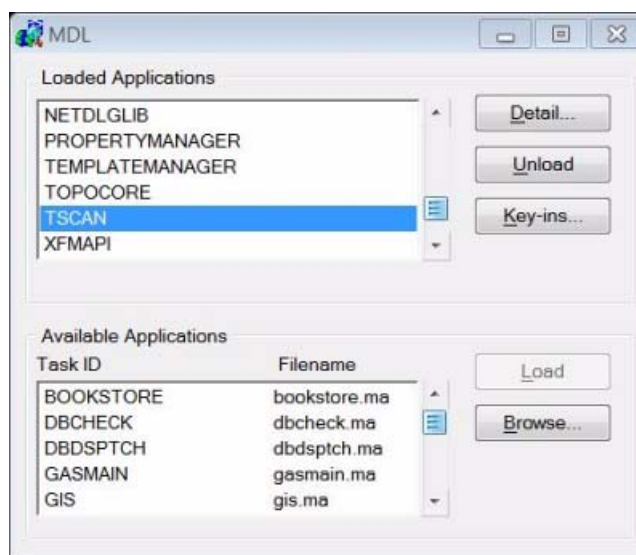 MDL
Loaded Applications
NETDLGLIB
PROPERTYMANAGER
TEMPLATEMANAGER
TOPOCORE
TSCAN
XFMAPI
Detail...
Unload
Key-ins...
Available Applications
Task ID Filename
BOOKSTORE bookstore.ma
DBCHECK dbcheck.ma
DBDSPTCH dbdsptch.ma
GASMAIN gasmain.ma
GIS gis.ma
Load
Browse...